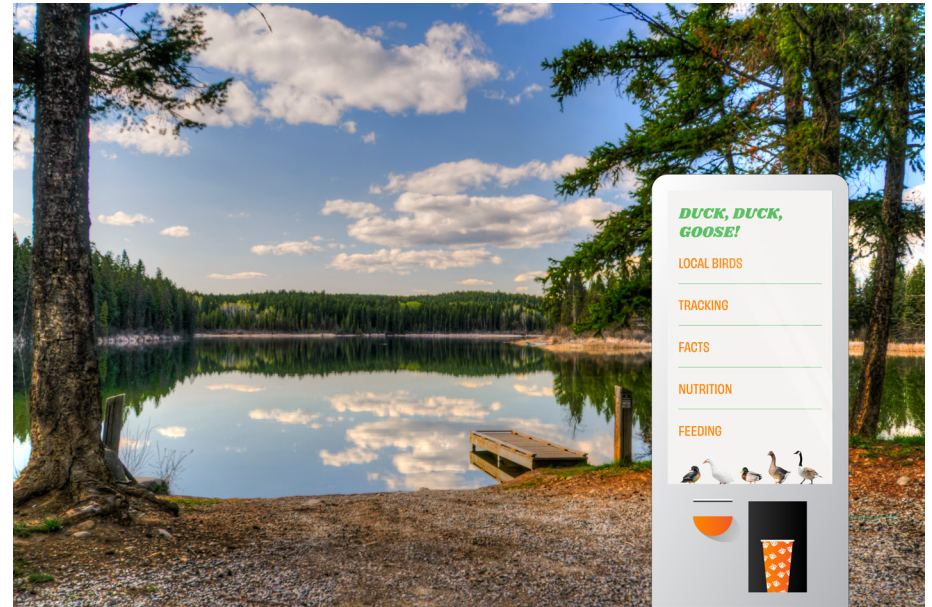 DUCK, DUCK,
GOOSE!
LOCAL BIRDS
TRACKING
FACTS
NUTRITION
FEEDING